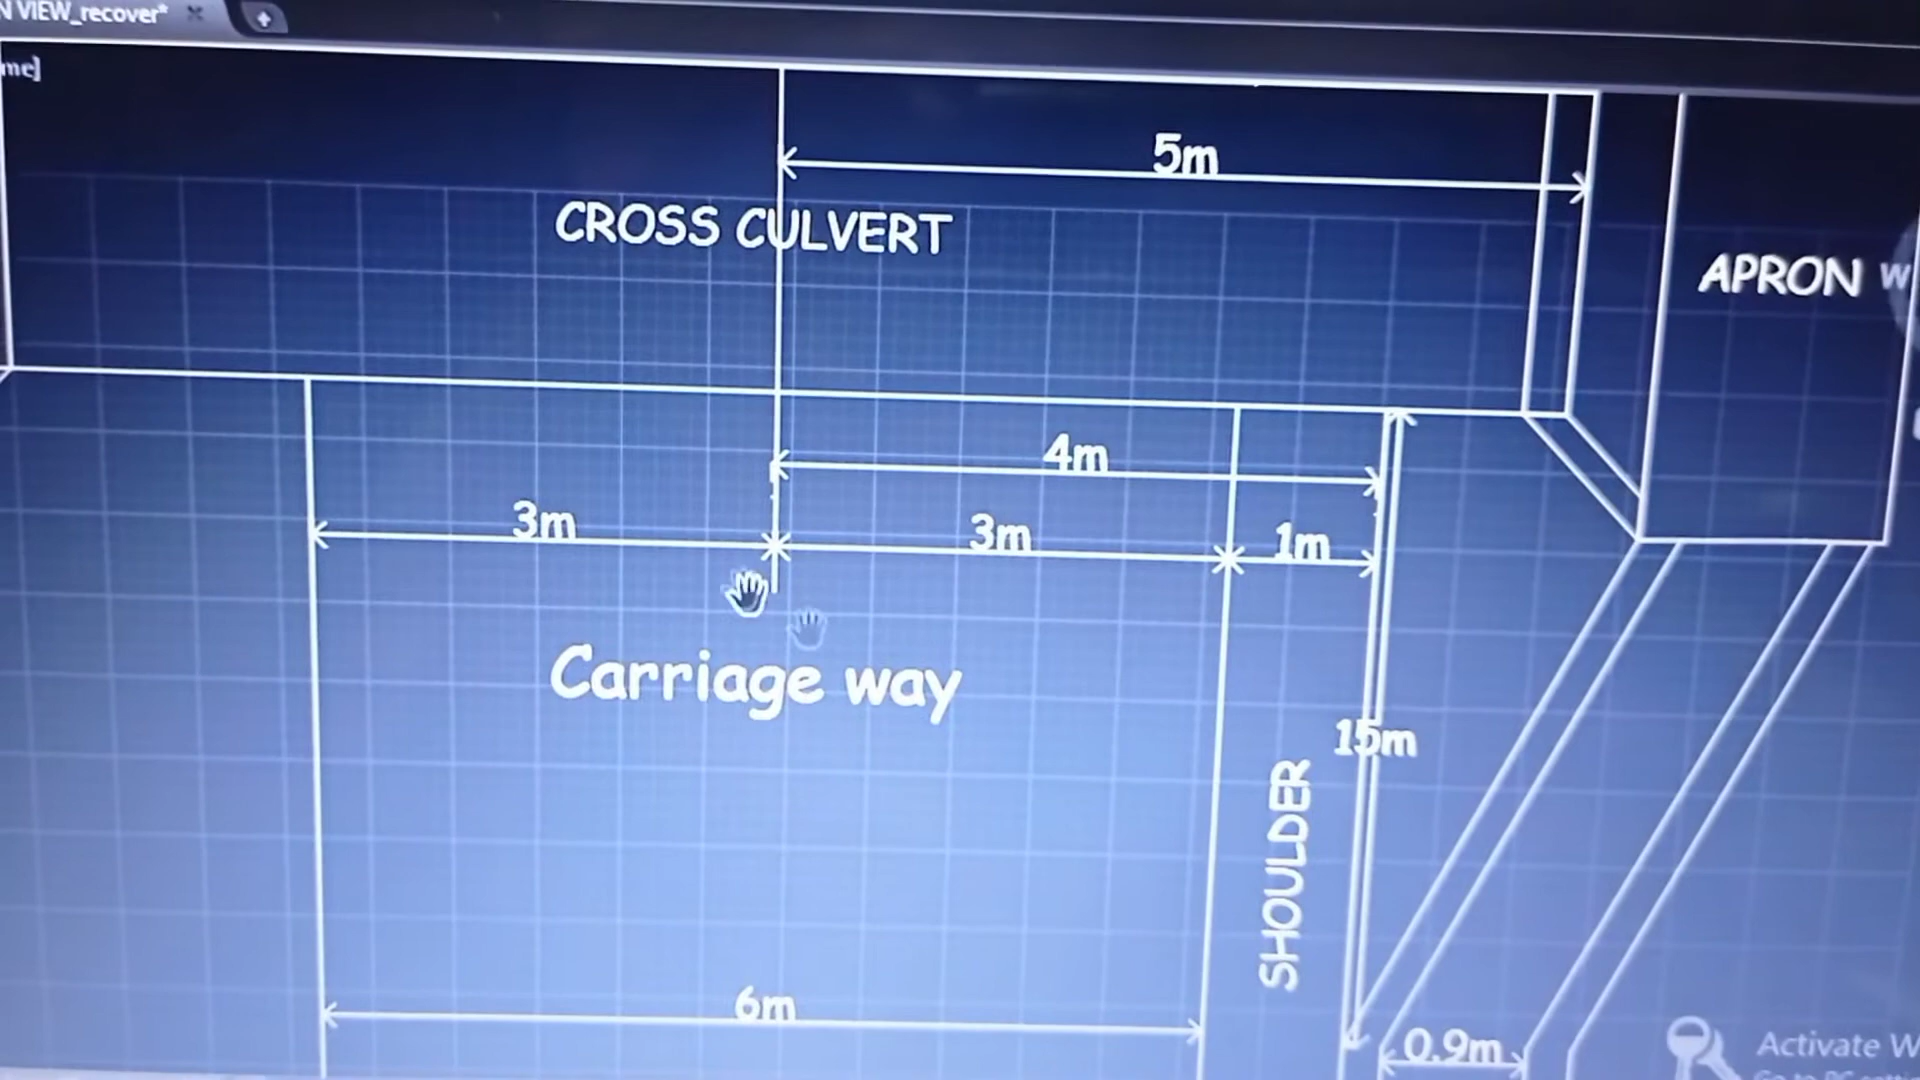 N VIEW_recover*
me]
5m
CROSS CULVERT
APRON W
4m
3m
3m
1m
Carriage way
15m
SHOULDER
6m
0.9m
Activate W